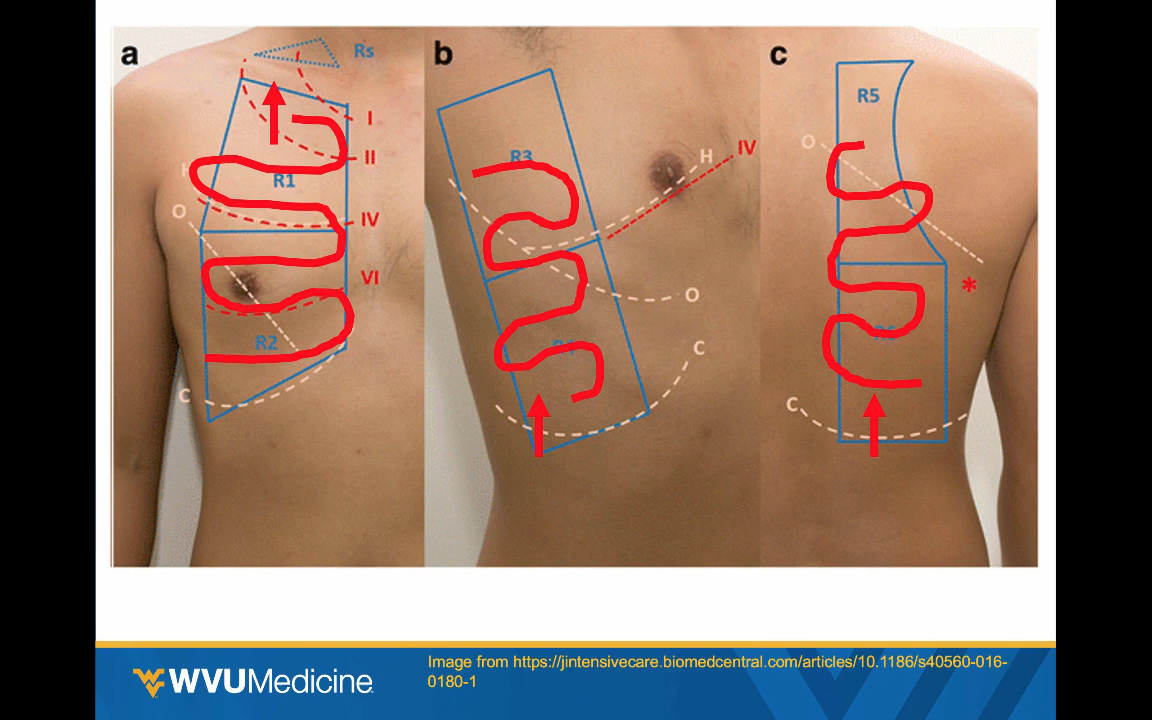 a
Rs
I
II
H
R1
O
IV
VI
R2
C
b
R3
H
IV
O
C
c
R5
O
*
C
WVUMedicine
Image from https://jintensivecare.biomedcentral.com/articles/10.1186/s40560-016-
0180-1